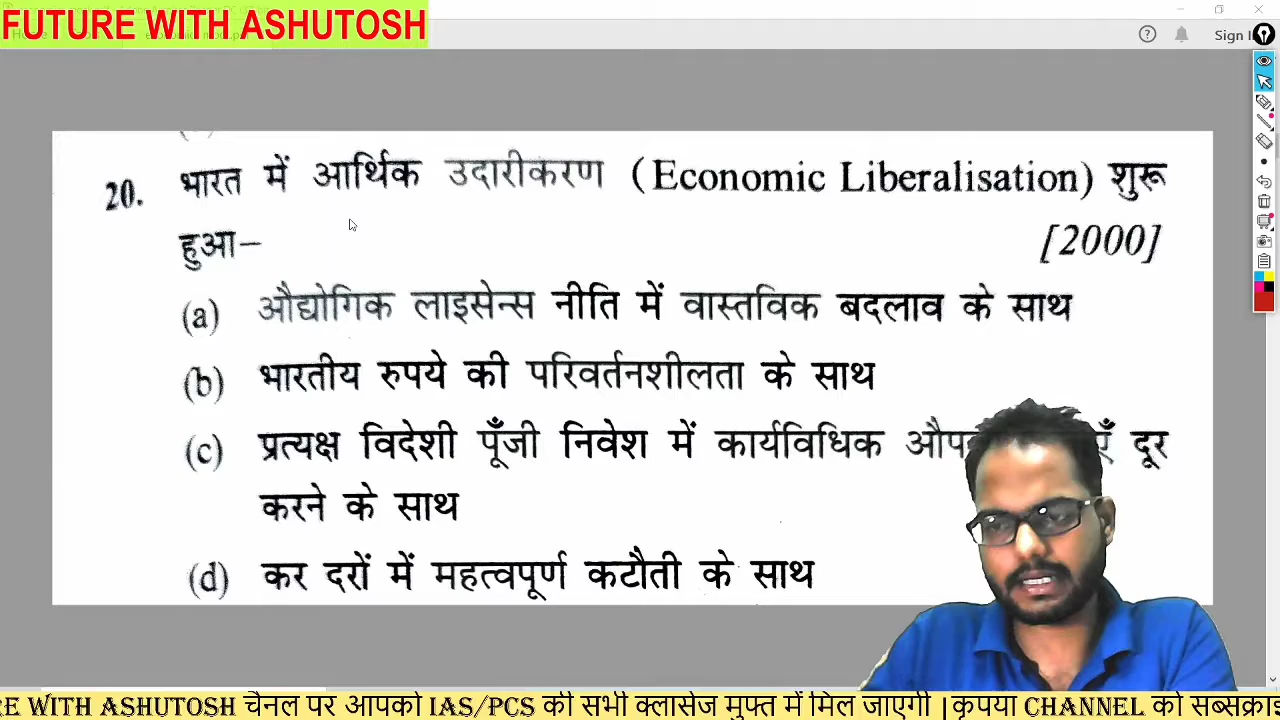 FUTURE WITH ASHUTOSH
Sign I
20. भारत में आर्थिक उदारीकरण (Economic Liberalisation) शुरू
हुआ– [2000]
(a) औद्योगिक लाइसेन्स नीति में वास्तविक बदलाव के साथ
(b) भारतीय रुपये की परिवर्तनशीलता के साथ
(c) प्रत्यक्ष विदेशी पूँजी निवेश में कार्यविधिक दूर
करने के साथ
(d) कर दरों में महत्वपूर्ण कटौती के साथ
RE WITH ASHUTOSH चैनल पर आपको IAS/PCS की सभी क्लासेज मुफ्त में मिल जाएगी |कृपया CHANNEL को सब्सक्राइ